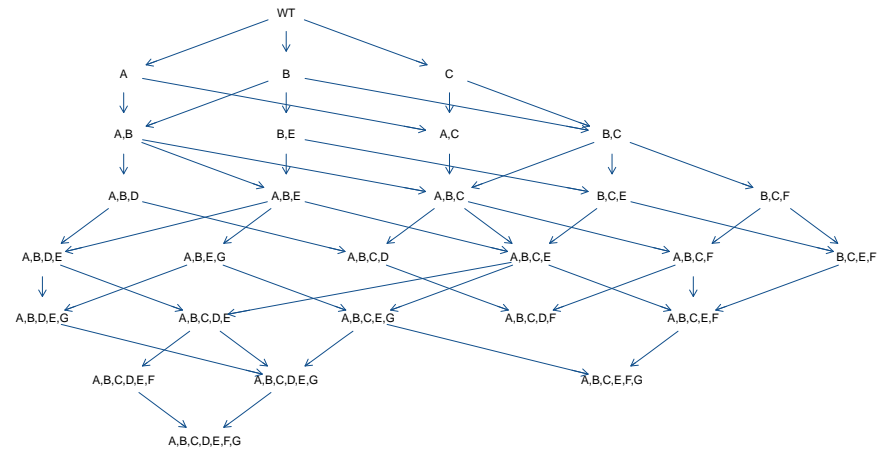 WT
A
B
C
A,B
B,E
A,C
B,C
A,B,D
A,B,E
A,B,C
B,C,E
B,C,F
A,B,D,E
A,B,E,G
A,B,C,D
A,B,C,E
A,B,C,F
B,C,E,F
A,B,D,E,G
A,B,C,D,E
A,B,C,E,G
A,B,C,D,F
A,B,C,E,F
A,B,C,D,E,F
A,B,C,D,E,G
A,B,C,E,F,G
A,B,C,D,E,F,G